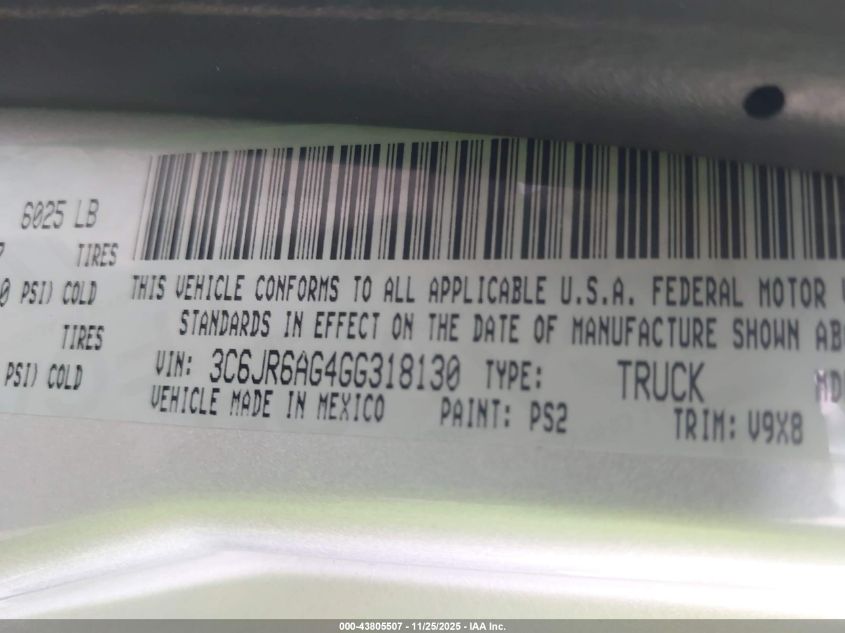 6025 LB
TIRES
PSI) COLD
TIRES
PSI) COLD
THIS VEHICLE CONFORMS TO ALL APPLICABLE U.S.A. FEDERAL MOTOR
STANDARDS IN EFFECT ON THE DATE OF MANUFACTURE SHOWN
VIN: 3C6JR6AG4GG318130 TYPE: TRUCK
VEHICLE MADE IN MEXICO PAINT: PS2 TRIM: V9X8
000-43805507 - 11/25/2025 - IAA Inc.